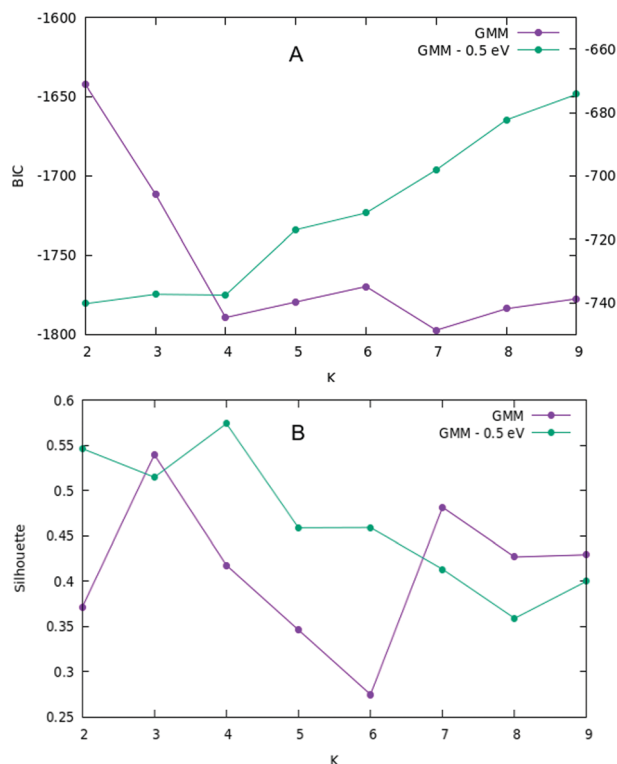 -1600
GMM
A
GMM - 0.5 eV
-660
-1650
-680
BIC
-1700
-700
-720
-1750
-740
-1800
2 3 4 5 6 7 8 9
K
0.6
GMM
B
GMM - 0.5 eV
0.55
0.5
0.45
Silhouette
0.4
0.35
0.3
0.25
2 3 4 5 6 7 8 9
K